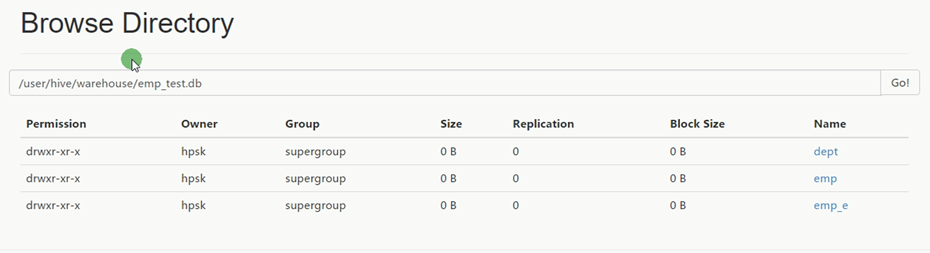 Browse Directory
/user/hive/warehouse/emp_test.db Go!
Permission Owner Group Size Replication Block Size Name
drwxr-xr-x hpsk supergroup 0 B 0 0 B dept
drwxr-xr-x hpsk supergroup 0 B 0 0 B emp
drwxr-xr-x hpsk supergroup 0 B 0 0 B emp_e